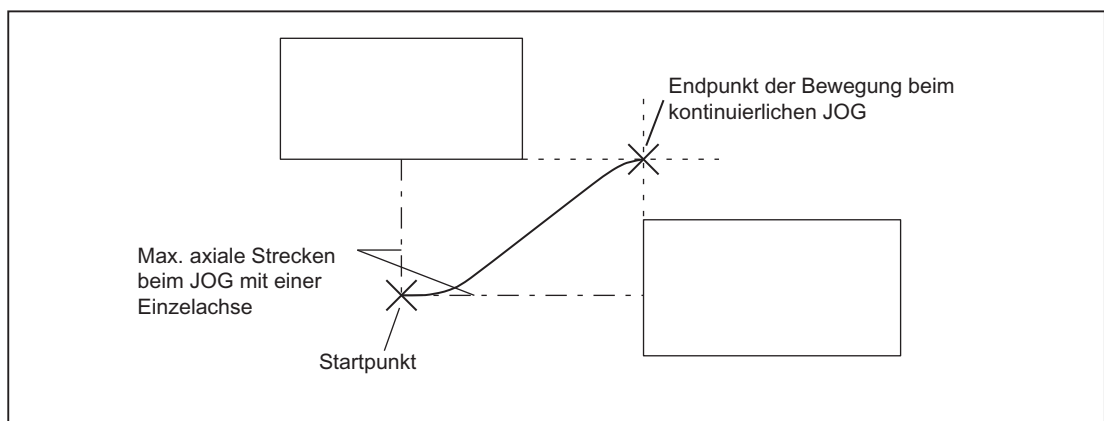 Endpunkt der Bewegung beim
kontinuierlichen JOG
Max. axiale Strecken
beim JOG mit einer
Einzelachse
Startpunkt